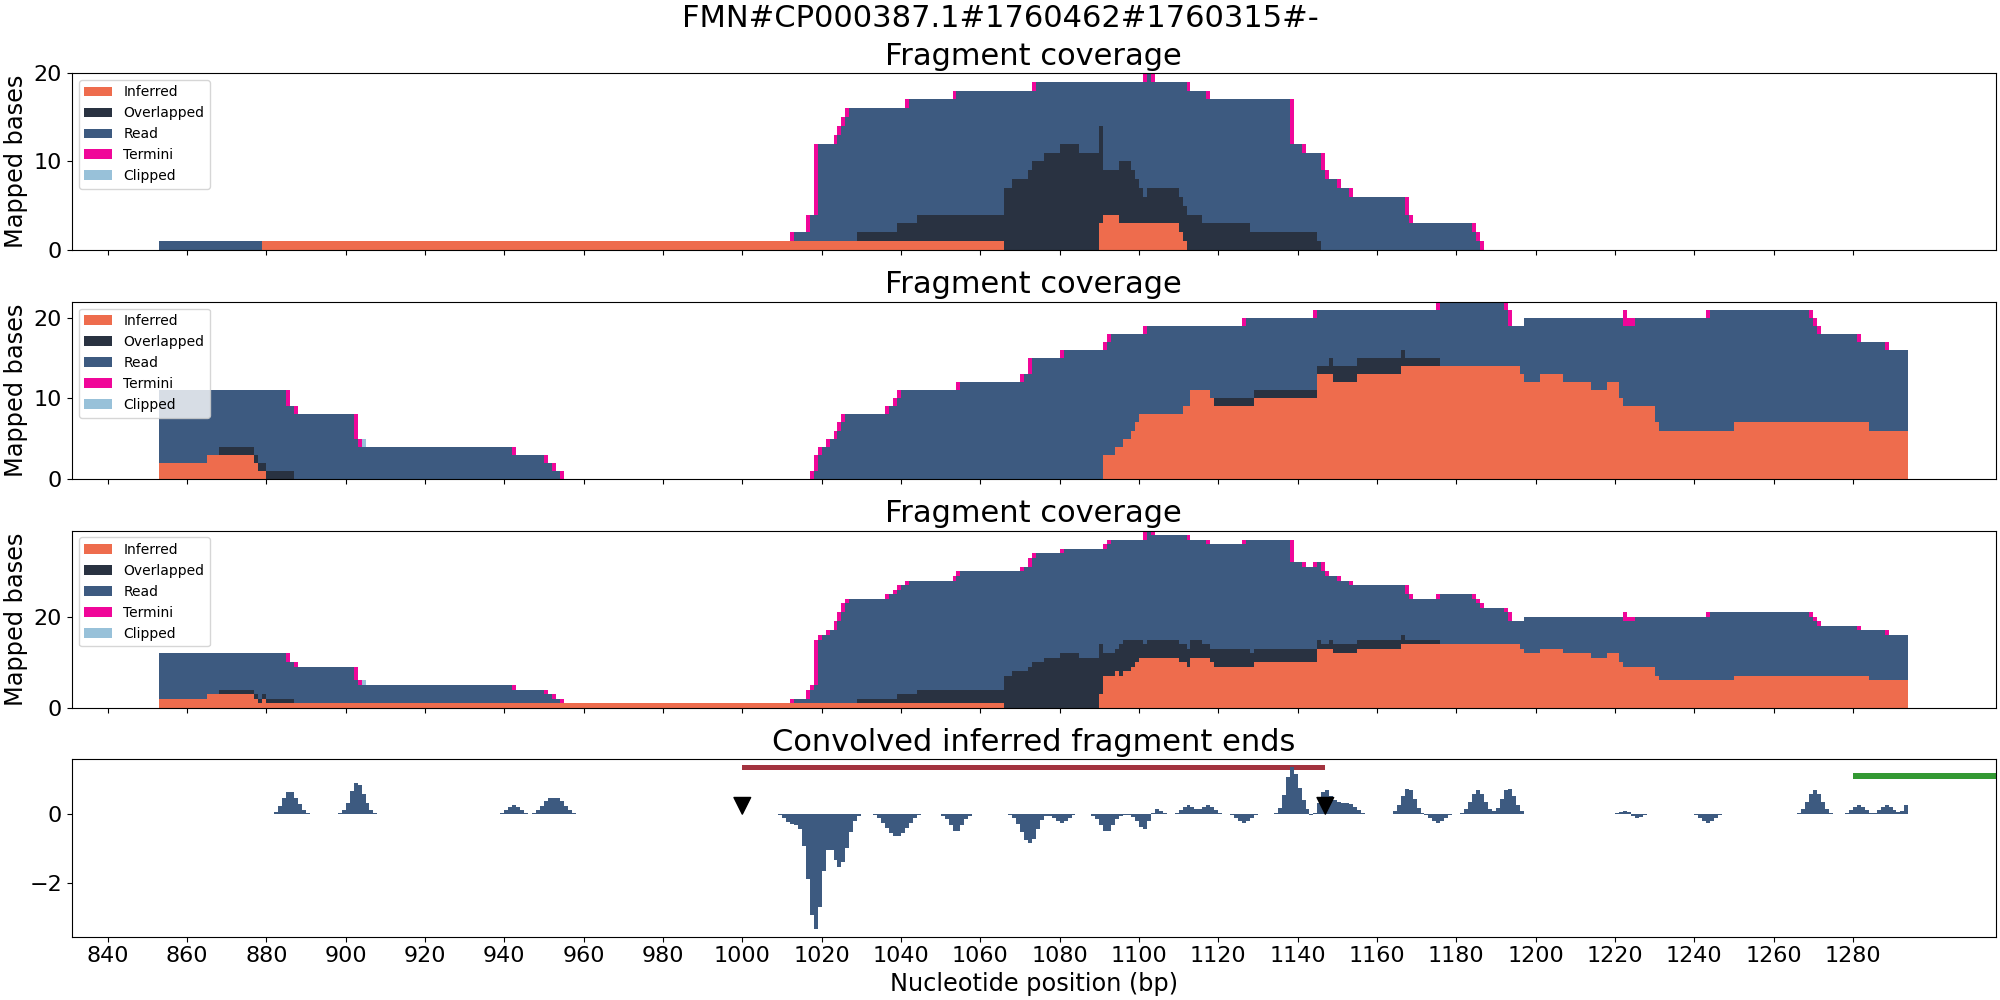 FMN#CP000387.1#1760462#1760315#-
Fragment coverage
Mapped bases
20
10
0
Inferred
Overlapped
Read
Termini
Clipped
Fragment coverage
Mapped bases
20
10
0
Inferred
Overlapped
Read
Termini
Clipped
Fragment coverage
Mapped bases
20
0
Inferred
Overlapped
Read
Termini
Clipped
Convolved inferred fragment ends
0
−2
840 860 880 900 920 940 960 980 1000 1020 1040 1060 1080 1100 1120 1140 1160 1180 1200 1220 1240 1260 1280
Nucleotide position (bp)